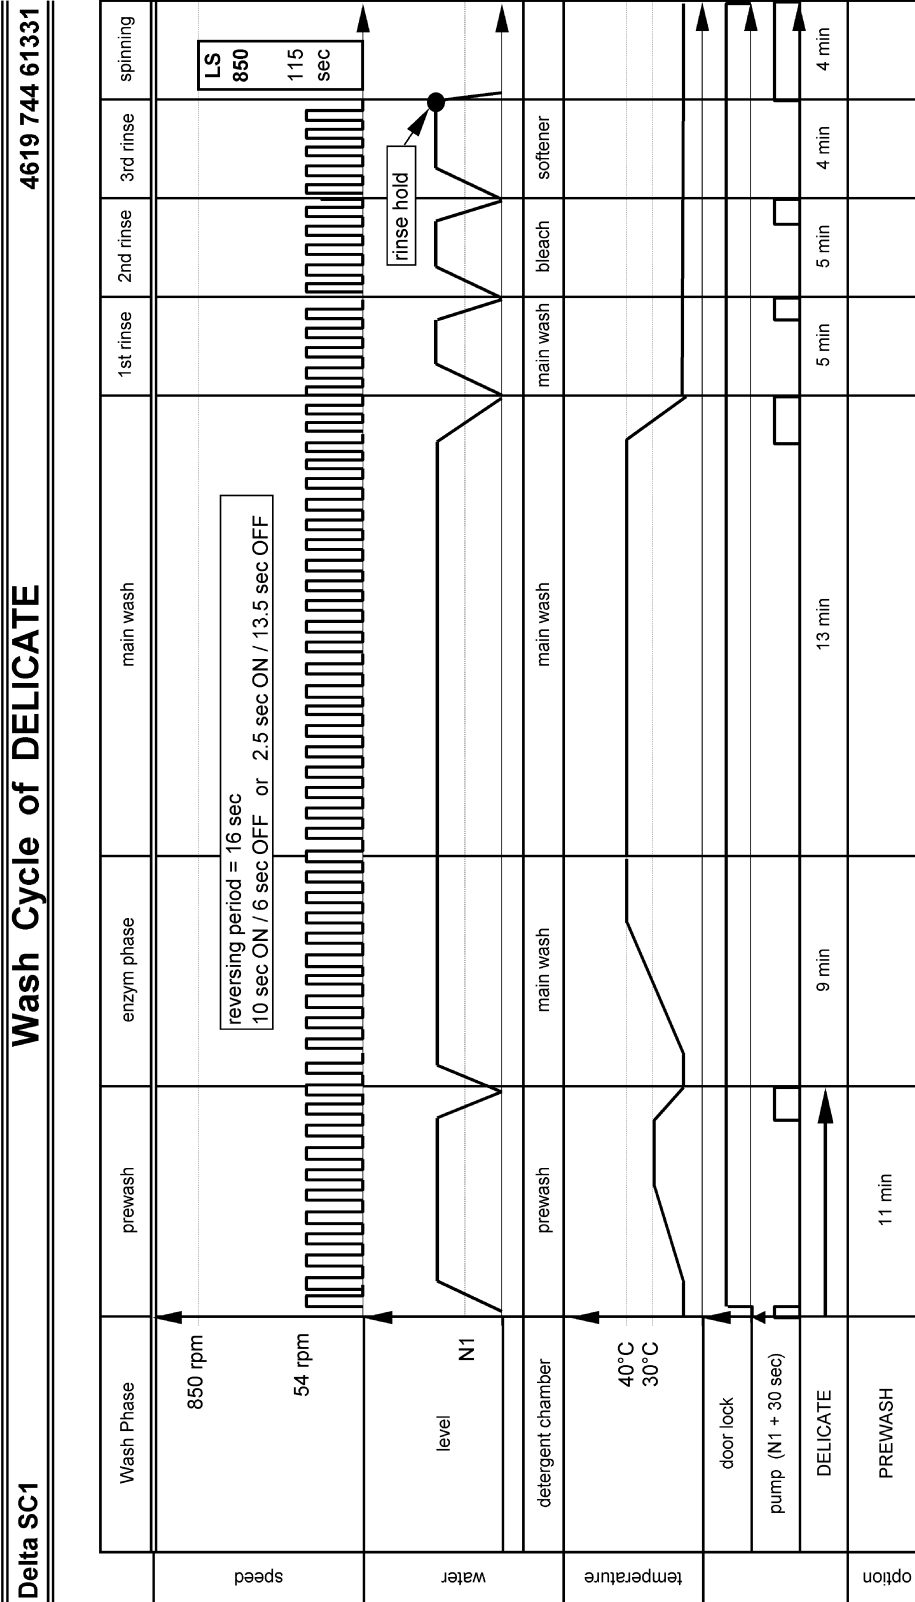 Delta SC1 Wash Cycle of DELICATE 4619 744 61331
Wash Phase prewash enzym phase main wash 1st rinse 2nd rinse 3rd rinse spinning
speed
850 rpm
54 rpm
reversing period = 16 sec
10 sec ON / 6 sec OFF or 2.5 sec ON / 13.5 sec OFF
LS
850
115
sec
water
level
N1
rinse hold
detergent chamber prewash main wash main wash main wash bleach softener
temperature
40°C
30°C
door lock
pump (N1 + 30 sec)
DELICATE 9 min 13 min 5 min 5 min 4 min 4 min
option
PREWASH 11 min